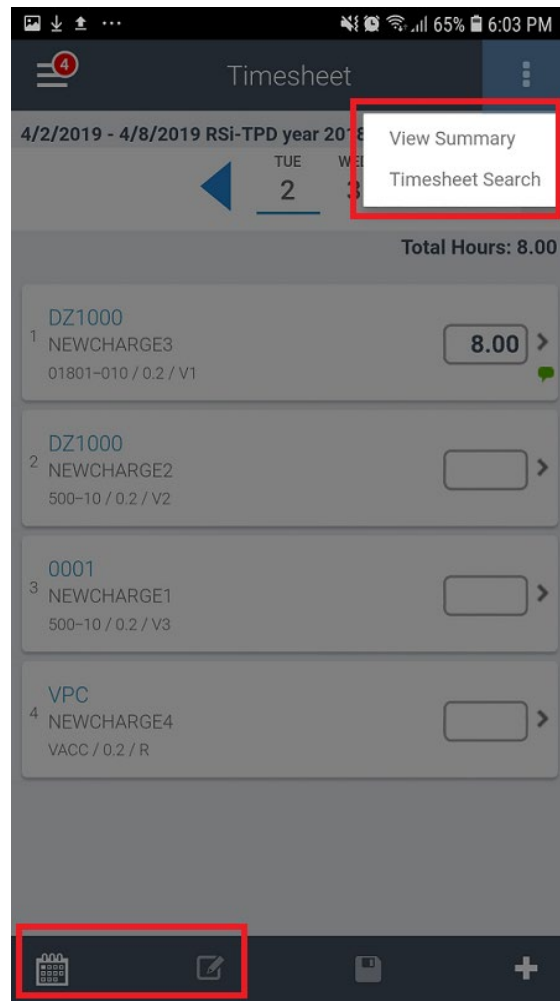 65% 6:03 PM
4
Timesheet
4/2/2019 - 4/8/2019 RSi-TPD year 2018
View Summary
Timesheet Search
TUE
2
3
Total Hours: 8.00
1
DZ1000
NEWCHARGE3
01801-010 / 0.2 / V1
8.00
2
DZ1000
NEWCHARGE2
500-10 / 0.2 / V2
3
0001
NEWCHARGE1
500-10 / 0.2 / V3
4
VPC
NEWCHARGE4
VACC / 0.2 / R